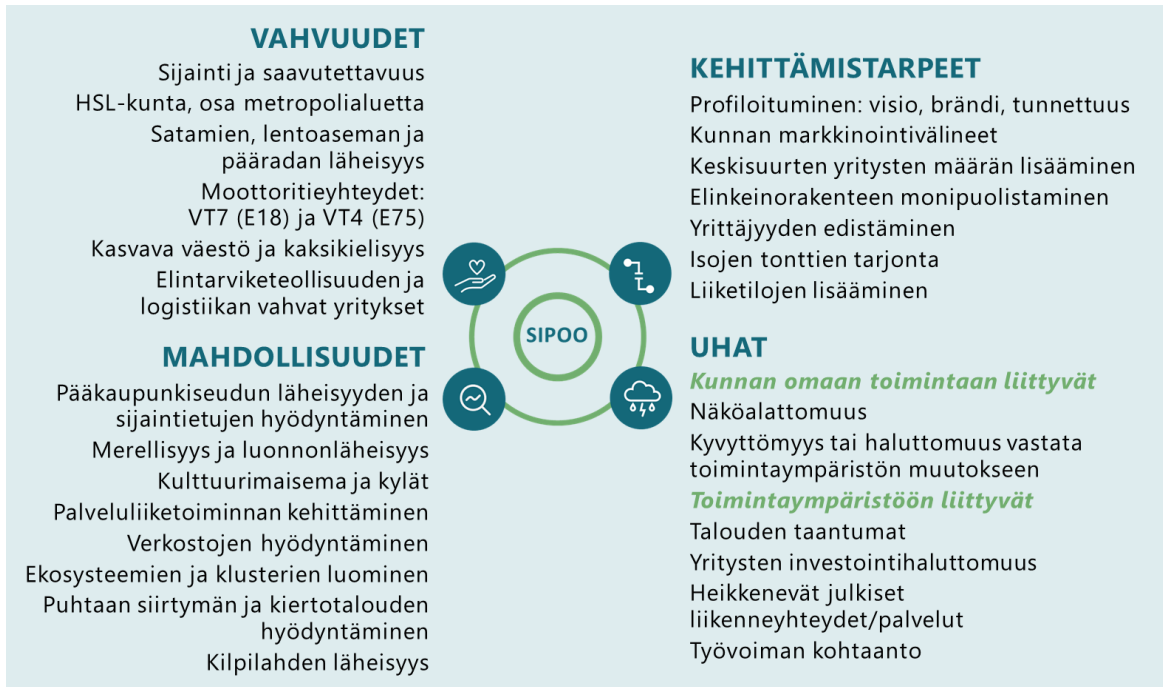 VAHVUUDET
Sijainti ja saavutettavuus
HSL-kunta, osa metropolialuetta
Satamien, lentoaseman ja
pääradan läheisyys
Moottoritieyhteydet:
VT7 (E18) ja VT4 (E75)
Kasvava väestö ja kaksikielisyys
Elintarviketeollisuuden ja
logistiikan vahvat yritykset
MAHDOLLISUUDET
Pääkaupunkiseudun läheisyyden ja
sijaintietujen hyödyntäminen
Merellisyys ja luonnonläheisyys
Kulttuurimaisema ja kylät
Palveluliiketoiminnan kehittäminen
Verkostojen hyödyntäminen
Ekosysteemien ja klusterien luominen
Puhtaan siirtymän ja kiertotalouden
hyödyntäminen
Kilpilahden läheisyys
SIPOO
KEHITTÄMISTARPEET
Profiloituminen: visio, brändi, tunnettuus
Kunnan markkinointivälineet
Keskisuurten yritysten määrän lisääminen
Elinkeinorakenteen monipuolistaminen
Yrittäjyyden edistäminen
Isojen tonttien tarjonta
Liiketilojen lisääminen
UHAT
Kunnan omaan toimintaan liittyvät
Näköalattomuus
Kyvyttömyys tai haluttomuus vastata
toimintaympäristön muutokseen
Toimintaympäristöön liittyvät
Talouden taantumat
Yritysten investointihaluttomuus
Heikkenevät julkiset
liikenneyhteydet/palvelut
Työvoiman kohtaanto